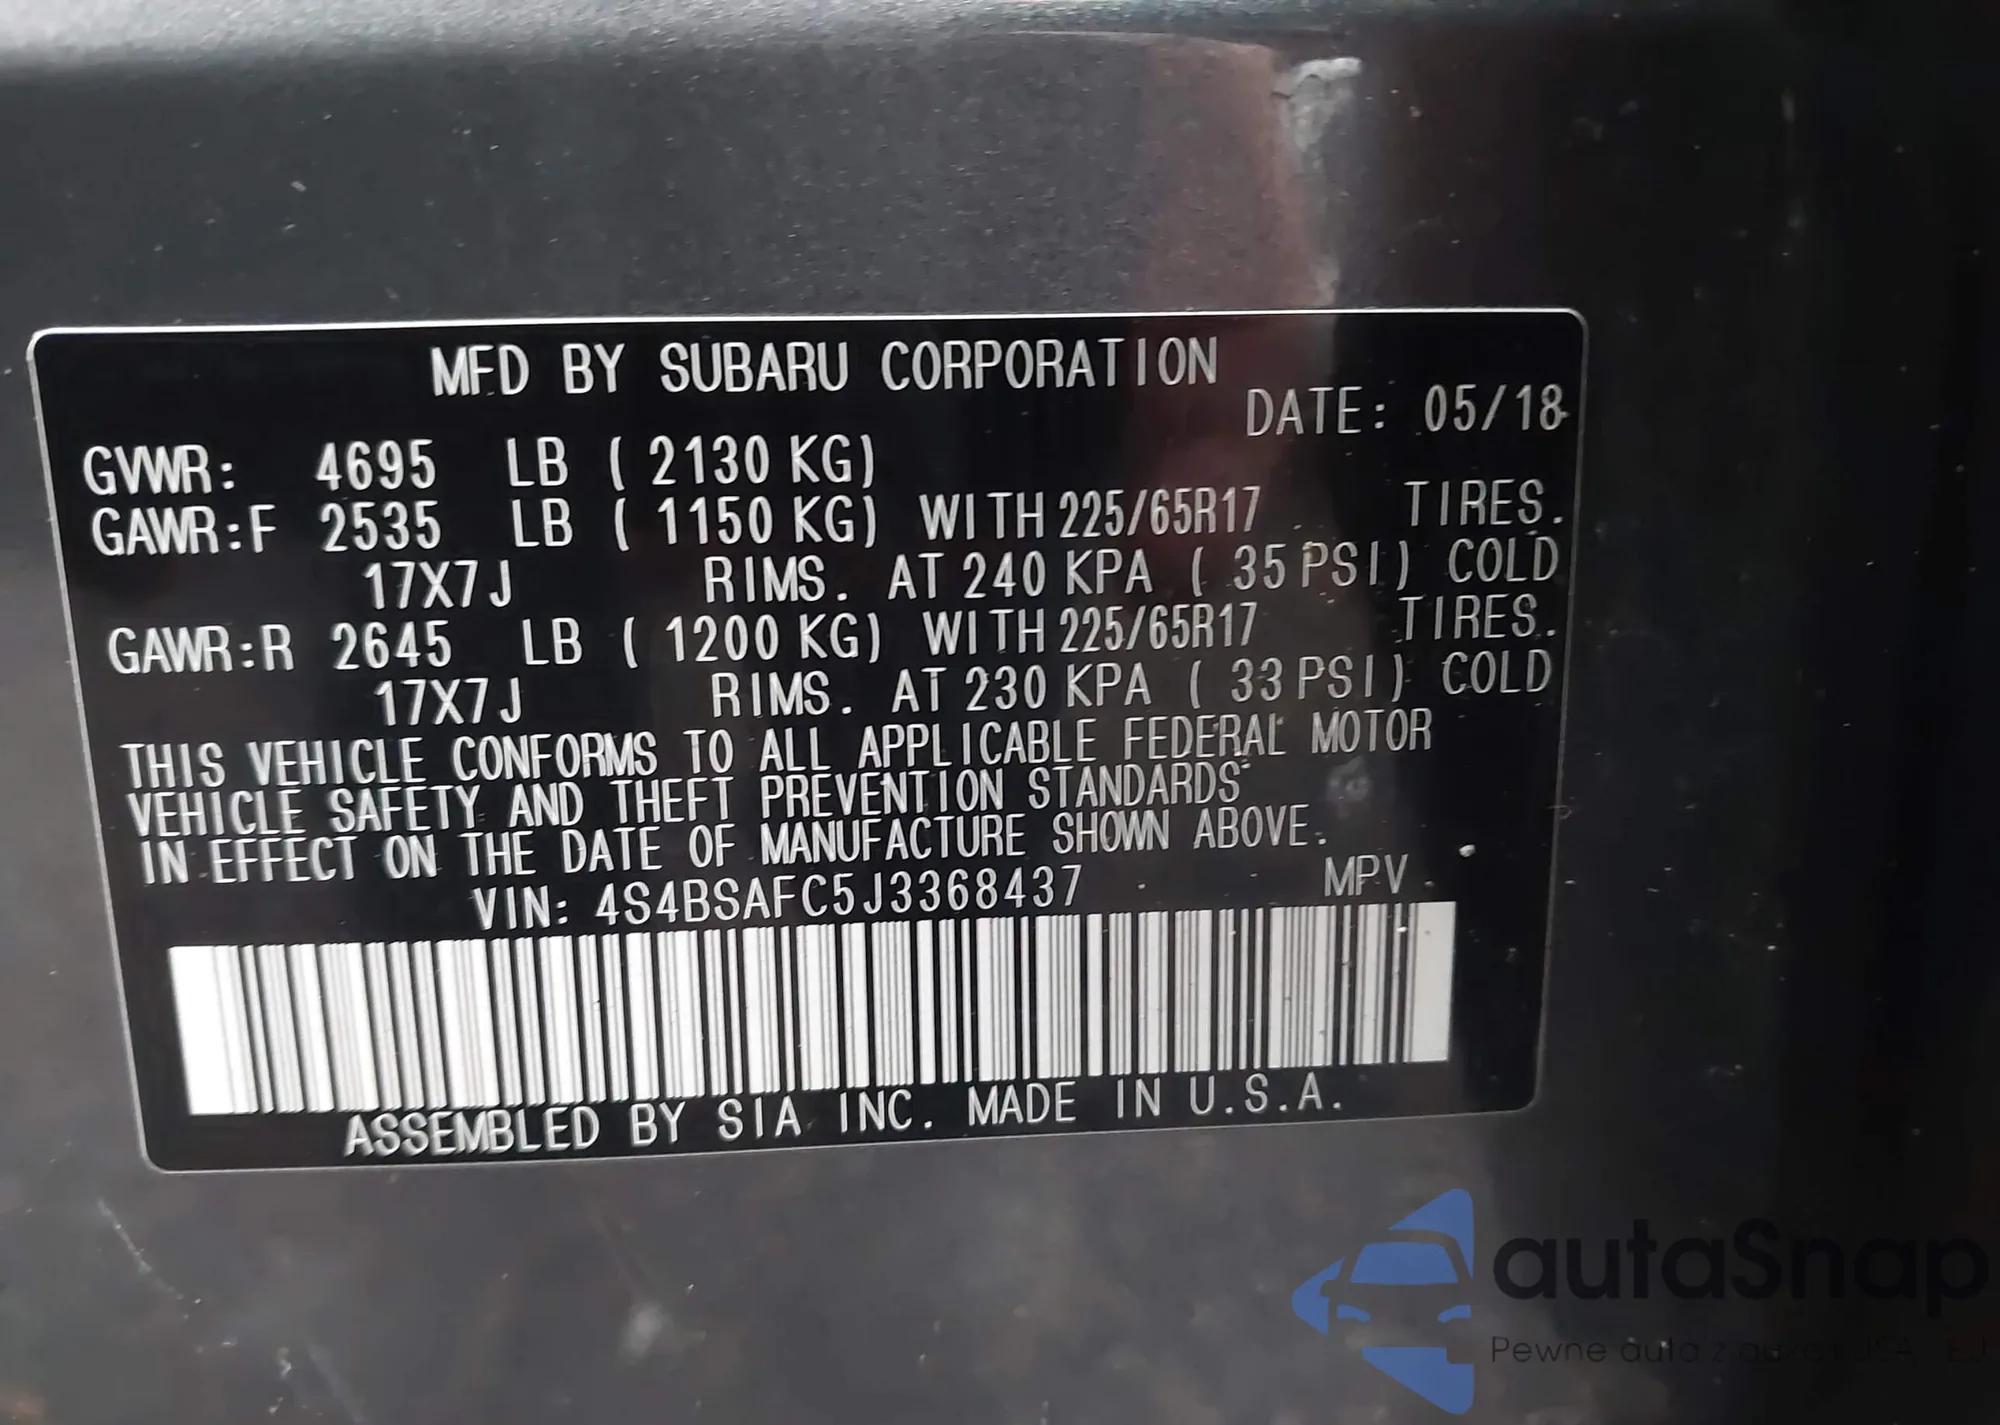 MFD BY SUBARU CORPORATION
DATE: 05/18
GVWR: 4695 LB ( 2130 KG)
GAWR:F 2535 LB ( 1150 KG) WITH 225/65R17 TIRES.
17X7J RIMS. AT 240 KPA ( 35 PSI) COLD
GAWR:R 2645 LB ( 1200 KG) WITH 225/65R17 TIRES.
17X7J RIMS. AT 230 KPA ( 33 PSI) COLD
THIS VEHICLE CONFORMS TO ALL APPLICABLE FEDERAL MOTOR
VEHICLE SAFETY AND THEFT PREVENTION STANDARDS
IN EFFECT ON THE DATE OF MANUFACTURE SHOWN ABOVE.
VIN: 4S4BSAFC5J3368437 MPV
ASSEMBLED BY SIA INC. MADE IN U.S.A.
autaSnap
Pewne auta z